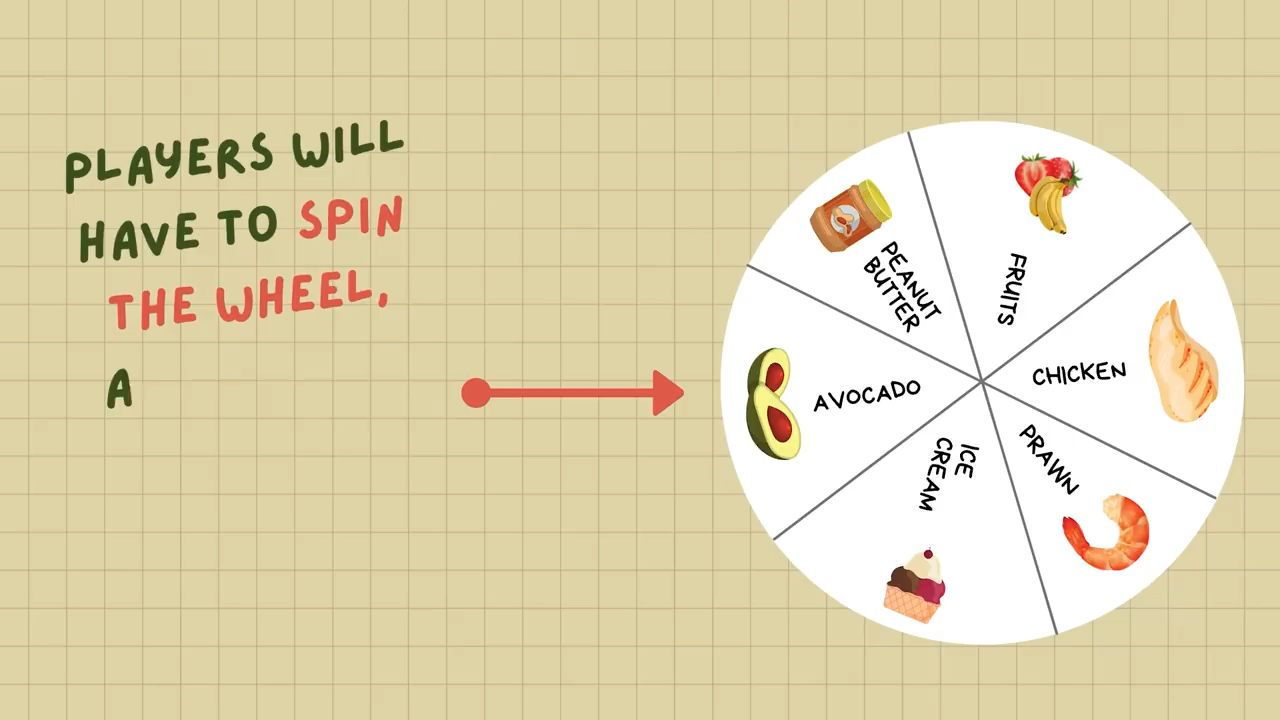 PLAYERS WILL
HAVE TO SPIN
THE WHEEL,
A
PEANUT
BUTTER
FRUITS
CHICKEN
AVOCADO
PRAWN
ICE
CREAM